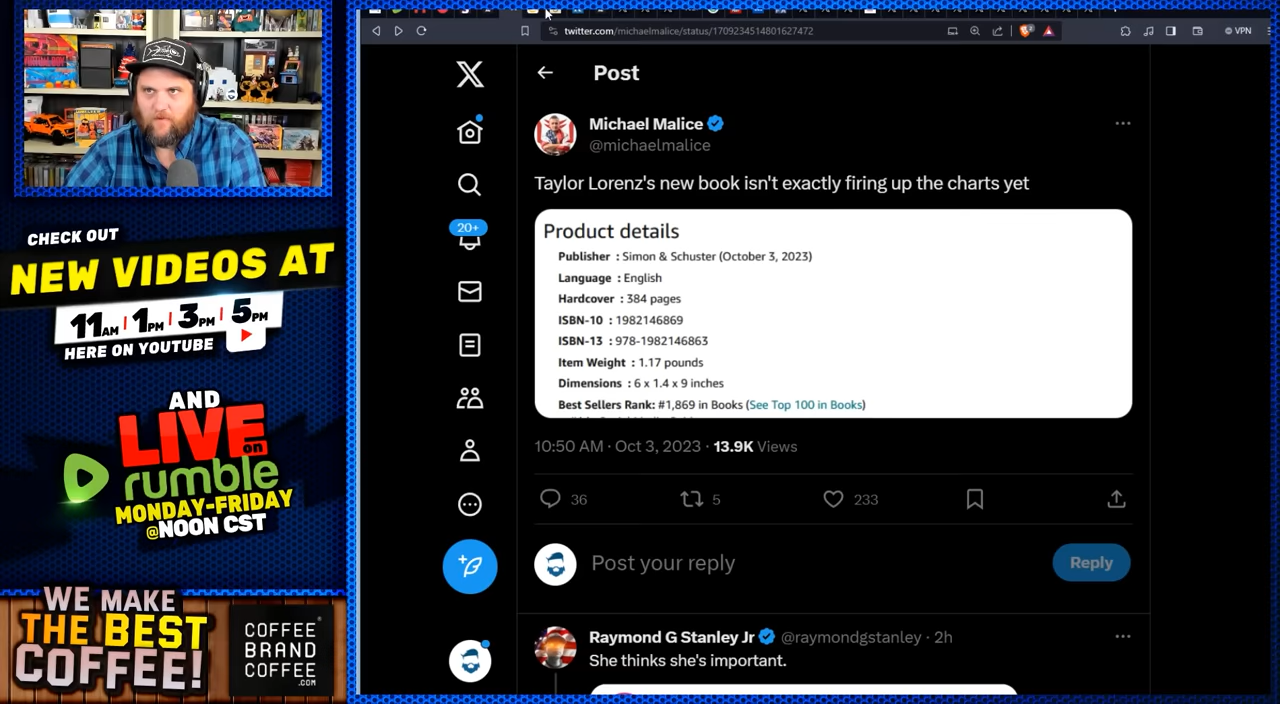 twitter.com/michaelmalice/status/1709234514801627472
VPN
CHECK OUT
NEW VIDEOS AT
11AM | 1PM | 3PM | 5PM
HERE ON YOUTUBE
AND
LIVE on
rumble
MONDAY-FRIDAY
@NOON CST
WE MAKE
THE BEST
COFFEE!
COFFEE
BRAND
COFFEE
.COM
20+
Post
Michael Malice
@michaelmalice
Taylor Lorenz's new book isn't exactly firing up the charts yet
Product details
Publisher : Simon & Schuster (October 3, 2023)
Language : English
Hardcover : 384 pages
ISBN-10 : 1982146869
ISBN-13 : 978-1982146863
Item Weight : 1.17 pounds
Dimensions : 6 x 1.4 x 9 inches
Best Sellers Rank: #1,869 in Books (See Top 100 in Books)
10:50 AM · Oct 3, 2023 · 13.9K Views
36 5 233
Post your reply
Reply
Raymond G Stanley Jr @raymondgstanley · 2h
She thinks she's important.